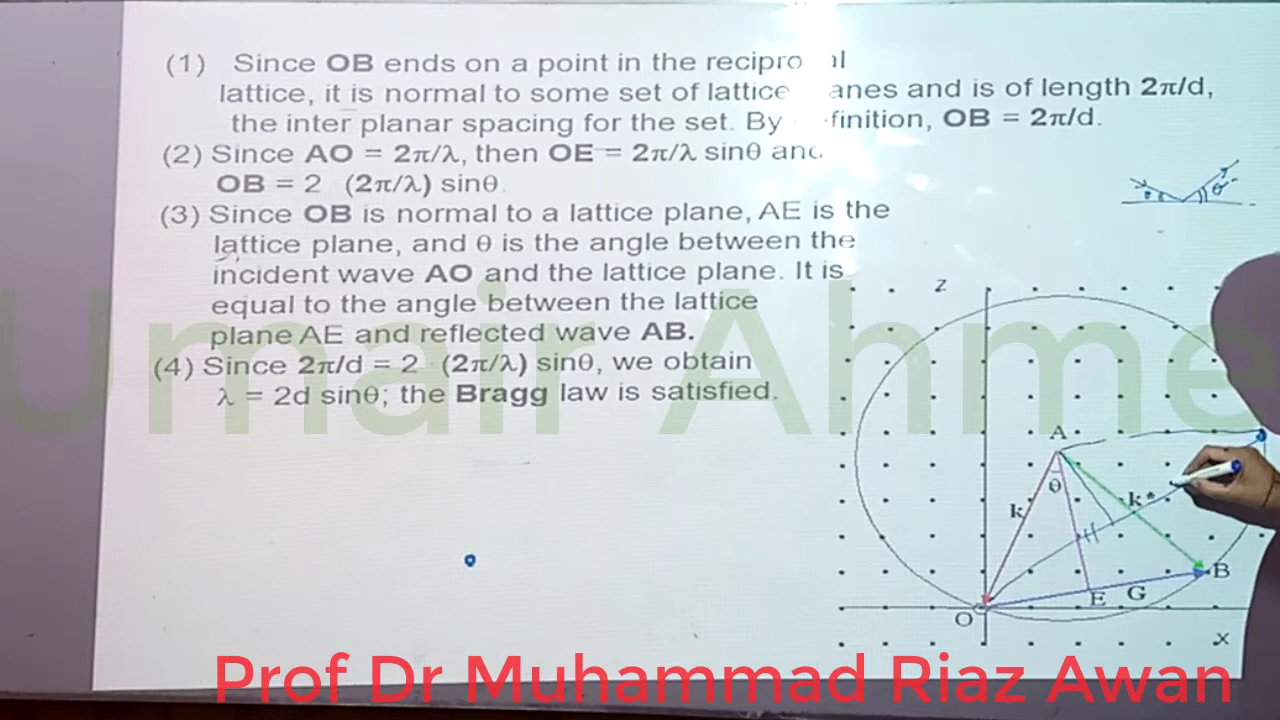 (1) Since OB ends on a point in the recipro al
lattice, it is normal to some set of lattice anes and is of length 2π/d,
the inter planar spacing for the set. By finition, OB = 2π/d.
(2) Since AO = 2π/λ, then OE = 2π/λ sinθ and
OB = 2 (2π/λ) sinθ.
(3) Since OB is normal to a lattice plane, AE is the
lattice plane, and θ is the angle between the
incident wave AO and the lattice plane. It is
equal to the angle between the lattice
plane AE and reflected wave AB.
(4) Since 2π/d = 2 (2π/λ) sinθ, we obtain
λ = 2d sinθ; the Bragg law is satisfied.
θ θ
z
A
θ
k k*
B
E G
O
x
Umair Ahme
Prof Dr Muhammad Riaz Awan